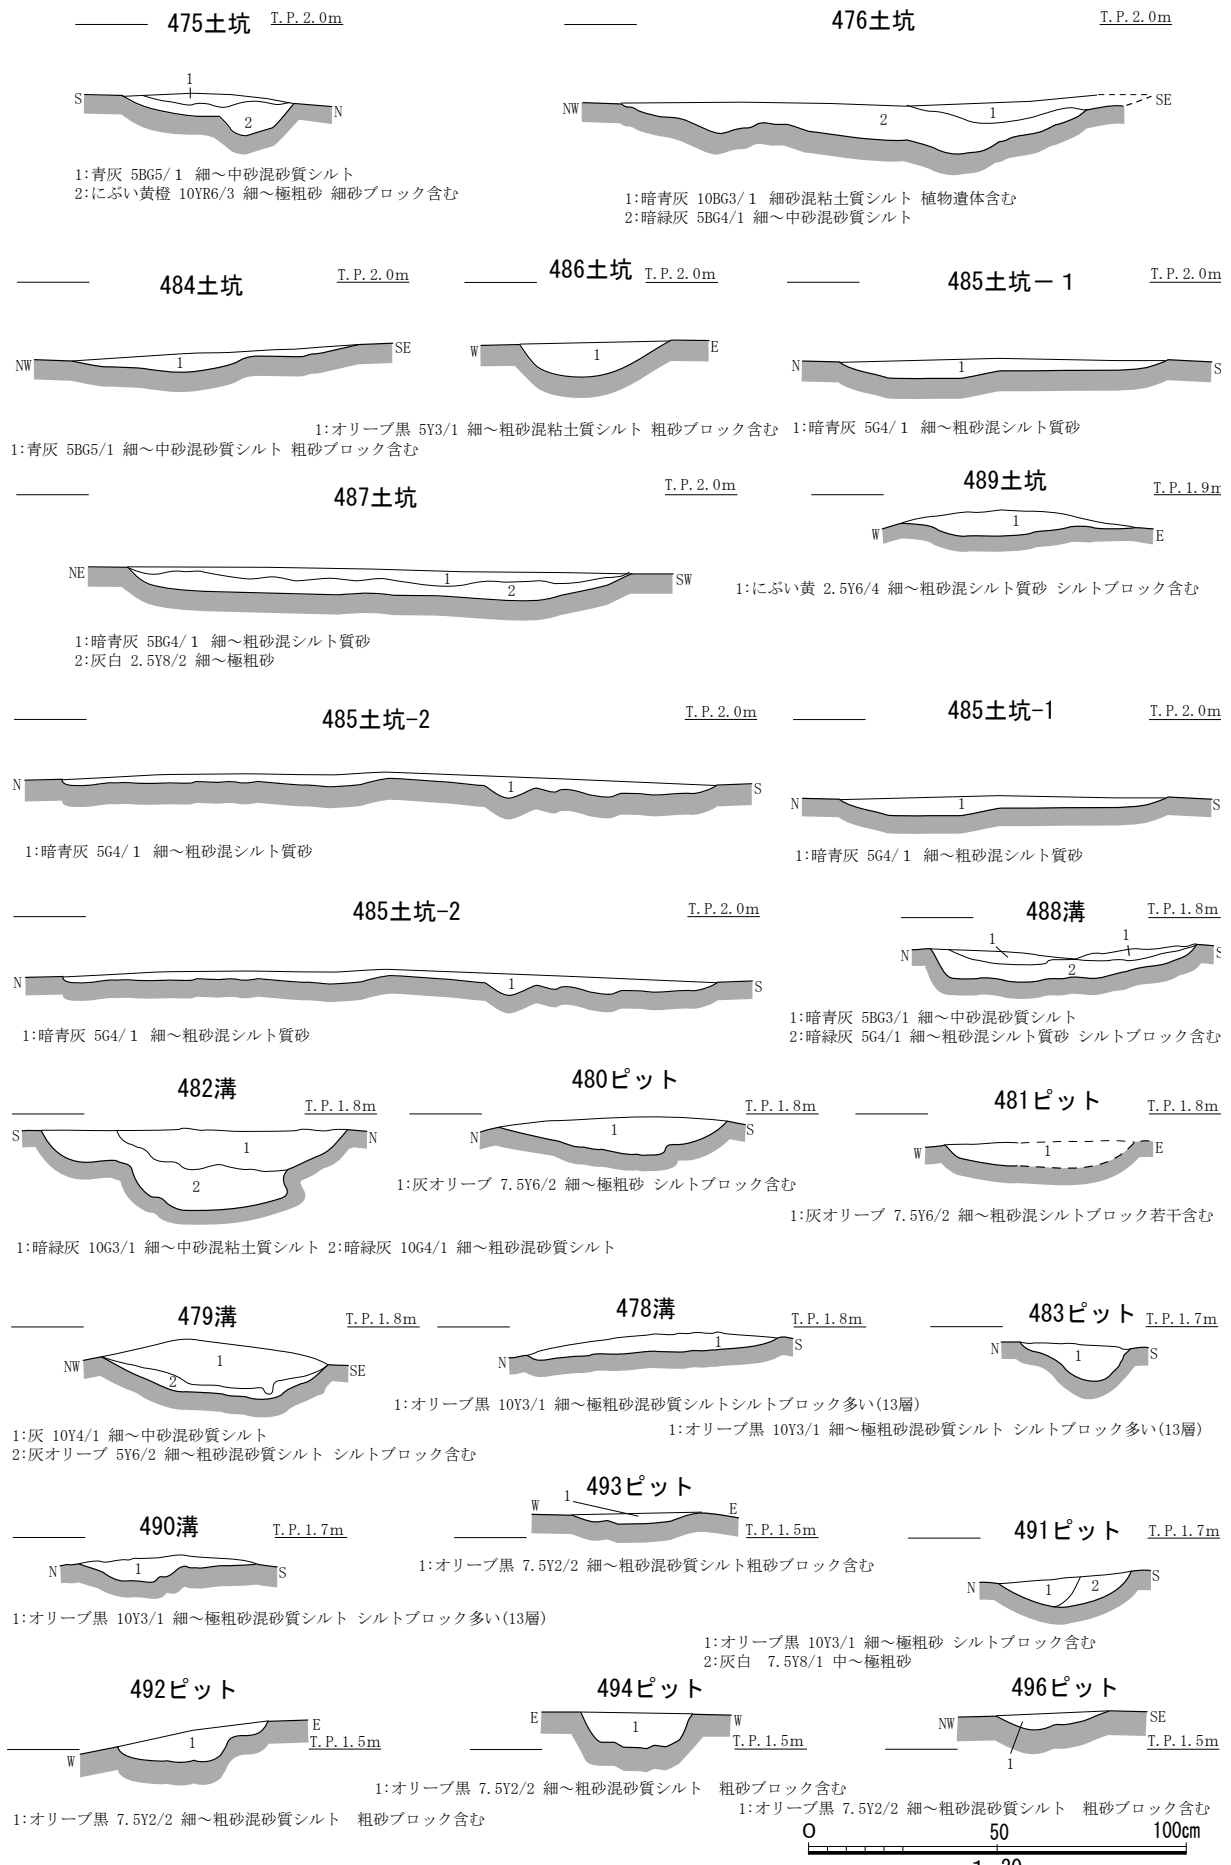 475土坑 T.P.2.0m
1
S
N
2
1:青灰 5BG5/1 細～中砂混砂質シルト
2:にぶい黄橙 10YR6/3 細～極粗砂 細砂ブロック含む
476土坑 T.P.2.0m
NW
SE
2
1
1:暗青灰 10BG3/1 細砂混粘土質シルト 植物遺体含む
2:暗緑灰 5BG4/1 細～中砂混砂質シルト
484土坑 T.P.2.0m
NW
1
SE
1:青灰 5BG5/1 細～中砂混砂質シルト 粗砂ブロック含む
486土坑 T.P.2.0m
W
1
E
1:オリーブ黒 5Y3/1 細～粗砂混粘土質シルト 粗砂ブロック含む
485土坑－1 T.P.2.0m
N
1
S
1:暗青灰 5G4/1 細～粗砂混シルト質砂
487土坑 T.P.2.0m
NE
1
2
SW
1:暗青灰 5BG4/1 細～粗砂混シルト質砂
2:灰白 2.5Y8/2 細～極粗砂
489土坑 T.P.1.9m
W
1
E
1:にぶい黄 2.5Y6/4 細～粗砂混シルト質砂 シルトブロック含む
485土坑-2 T.P.2.0m
N
1
S
1:暗青灰 5G4/1 細～粗砂混シルト質砂
485土坑-1 T.P.2.0m
N
1
S
1:暗青灰 5G4/1 細～粗砂混シルト質砂
485土坑-2 T.P.2.0m
N
1
S
1:暗青灰 5G4/1 細～粗砂混シルト質砂
488溝 T.P.1.8m
1
1
N
2
S
1:暗青灰 5BG3/1 細～中砂混砂質シルト
2:暗緑灰 5G4/1 細～粗砂混シルト質砂 シルトブロック含む
482溝 T.P.1.8m
S
1
2
N
1:暗緑灰 10G3/1 細～中砂混粘土質シルト 2:暗緑灰 10G4/1 細～粗砂混砂質シルト
480ピット T.P.1.8m
N
1
S
1:灰オリーブ 7.5Y6/2 細～極粗砂 シルトブロック含む
481ピット T.P.1.8m
W
1
E
1:灰オリーブ 7.5Y6/2 細～粗砂混シルトブロック若干含む
479溝 T.P.1.8m
NW
1
2
SE
1:灰 10Y4/1 細～中砂混砂質シルト
2:灰オリーブ 5Y6/2 細～粗砂混砂質シルト シルトブロック含む
478溝 T.P.1.8m
N
1
S
1:オリーブ黒 10Y3/1 細～極粗砂混砂質シルトシルトブロック多い(13層)
483ピット T.P.1.7m
N
1
S
1:オリーブ黒 10Y3/1 細～極粗砂混砂質シルト シルトブロック多い(13層)
490溝 T.P.1.7m
N
1
S
1:オリーブ黒 10Y3/1 細～極粗砂混砂質シルト シルトブロック多い(13層)
493ピット
1
W
E
T.P.1.5m
1:オリーブ黒 7.5Y2/2 細～粗砂混砂質シルト粗砂ブロック含む
491ピット T.P.1.7m
N
1
2
S
1:オリーブ黒 10Y3/1 細～極粗砂 シルトブロック含む
2:灰白 7.5Y8/1 中～極粗砂
492ピット
E
1
T.P.1.5m
W
1:オリーブ黒 7.5Y2/2 細～粗砂混砂質シルト 粗砂ブロック含む
494ピット
E
1
W
T.P.1.5m
1:オリーブ黒 7.5Y2/2 細～粗砂混砂質シルト 粗砂ブロック含む
496ピット
NW
SE
T.P.1.5m
1
1:オリーブ黒 7.5Y2/2 細～粗砂混砂質シルト 粗砂ブロック含む
0 50 100cm